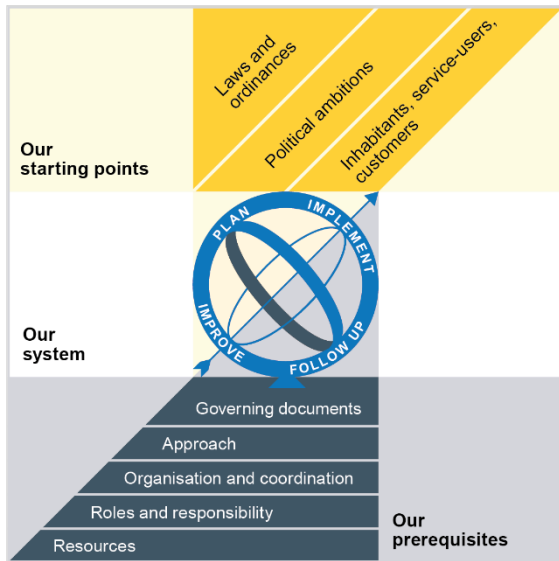 Laws and
ordinances
Political ambitions
Inhabitants, service-users,
customers
Our
starting points
PLAN
IMPLEMENT
IMPROVE
FOLLOW UP
Our
system
Governing documents
Approach
Organisation and coordination
Roles and responsibility
Resources
Our
prerequisites